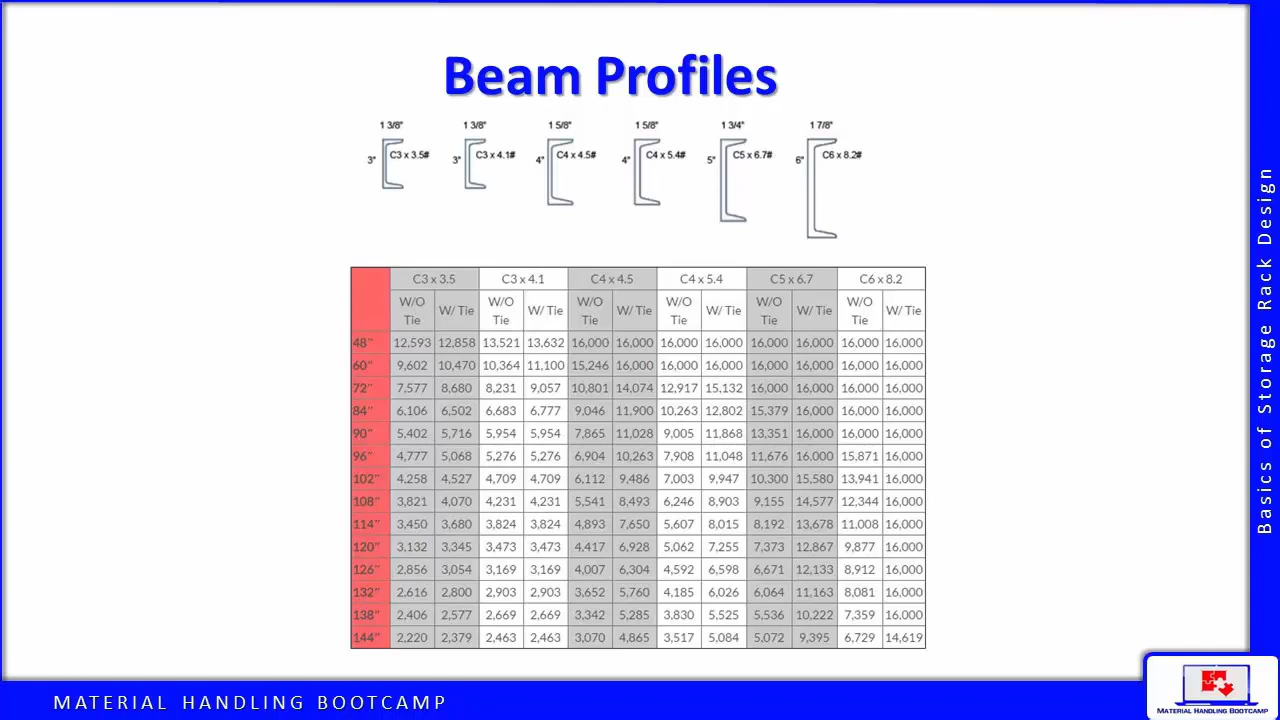 Beam Profiles
1 3/8" 1 3/8" 1 5/8" 1 5/8" 1 3/4" 1 7/8"
3" C3 x 3.5# 3" C3 x 4.1# 4" C4 x 4.5# 4" C4 x 5.4# 5" C5 x 6.7# 6" C6 x 8.2#
C3 x 3.5 C3 x 4.1 C4 x 4.5 C4 x 5.4 C5 x 6.7 C6 x 8.2
W/O Tie W/ Tie W/O Tie W/ Tie W/O Tie W/ Tie W/O Tie W/ Tie W/O Tie W/ Tie W/O Tie W/ Tie
48" 12,593 12,858 13,521 13,632 16,000 16,000 16,000 16,000 16,000 16,000 16,000 16,000
60" 9,602 10,470 10,364 11,100 15,246 16,000 16,000 16,000 16,000 16,000 16,000 16,000
72" 7,577 8,680 8,231 9,057 10,801 14,074 12,917 15,132 16,000 16,000 16,000 16,000
84" 6,106 6,502 6,683 6,777 9,046 11,900 10,263 12,802 15,379 16,000 16,000 16,000
90" 5,402 5,716 5,954 5,954 7,865 11,028 9,005 11,868 13,351 16,000 16,000 16,000
96" 4,777 5,068 5,276 5,276 6,904 10,263 7,908 11,048 11,676 16,000 15,871 16,000
102" 4,258 4,527 4,709 4,709 6,112 9,486 7,003 9,947 10,300 15,580 13,941 16,000
108" 3,821 4,070 4,231 4,231 5,541 8,493 6,246 8,903 9,155 14,577 12,344 16,000
114" 3,450 3,680 3,824 3,824 4,893 7,650 5,607 8,015 8,192 13,678 11,008 16,000
120" 3,132 3,345 3,473 3,473 4,417 6,928 5,062 7,255 7,373 12,867 9,877 16,000
126" 2,856 3,054 3,169 3,169 4,007 6,304 4,592 6,598 6,671 12,133 8,912 16,000
132" 2,616 2,800 2,903 2,903 3,652 5,760 4,185 6,026 6,064 11,163 8,081 16,000
138" 2,406 2,577 2,669 2,669 3,342 5,285 3,830 5,525 5,536 10,222 7,359 16,000
144" 2,220 2,379 2,463 2,463 3,070 4,865 3,517 5,084 5,072 9,395 6,729 14,619
Basics of Storage Rack Design
MATERIAL HANDLING BOOTCAMP
MATERIAL HANDLING BOOTCAMP